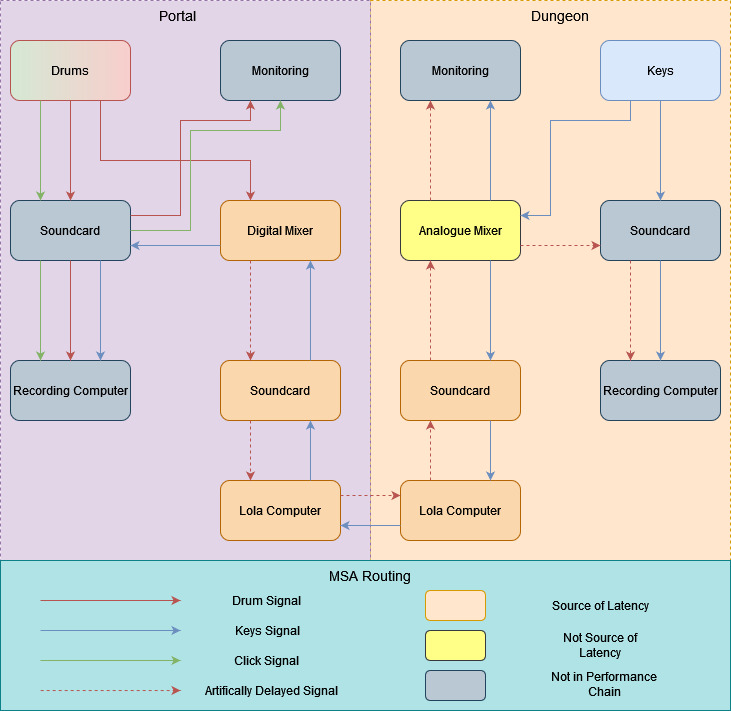 Portal
Dungeon
Drums
Monitoring
Monitoring
Keys
Soundcard
Digital Mixer
Analogue Mixer
Soundcard
Recording Computer
Soundcard
Soundcard
Recording Computer
Lola Computer
Lola Computer
MSA Routing
Drum Signal
Source of Latency
Keys Signal
Not Source of
Latency
Click Signal
Not in Performance
Chain
Artifically Delayed Signal